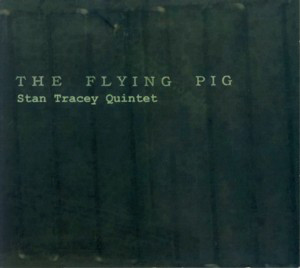 THE FLYING PIG
Stan Tracey Quintet